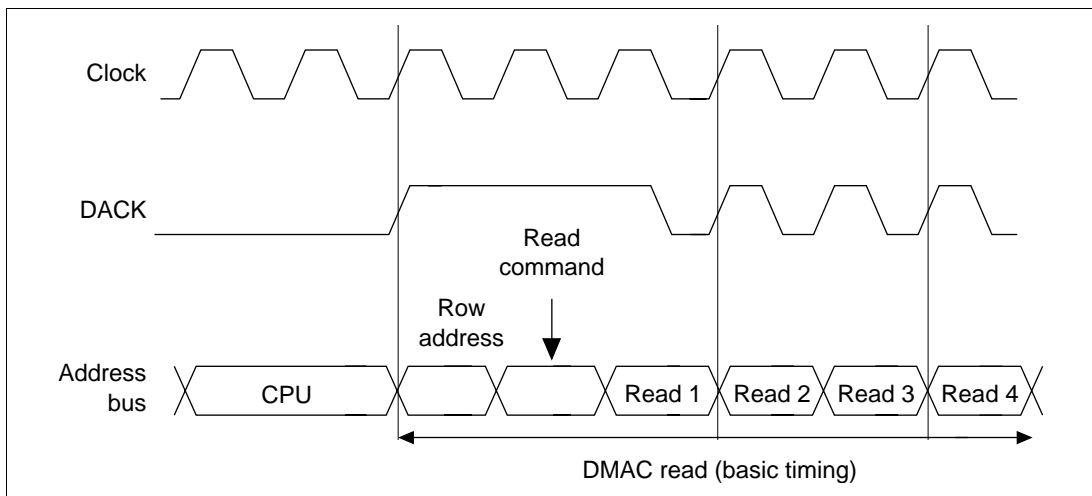 Clock
DACK
Read
command
Row
address
Address
bus
CPU
Read 1
Read 2
Read 3
Read 4
DMAC read (basic timing)